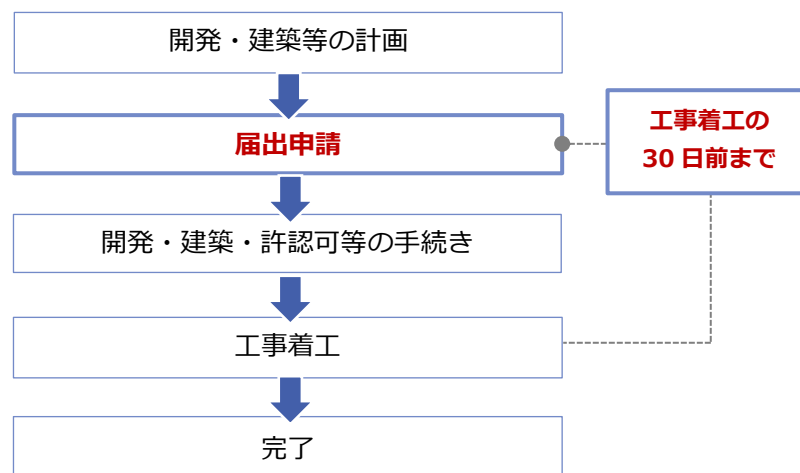 開発・建築等の計画
届出申請
工事着工の
30 日前まで
開発・建築・許認可等の手続き
工事着工
完了